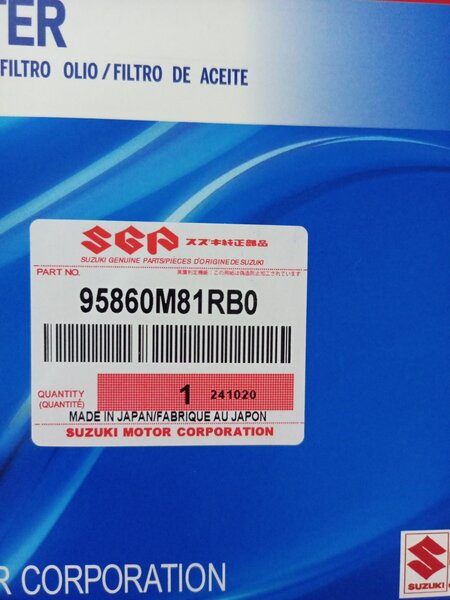 TER
FILTRO OLIO/FILTRO DE ACEITE
SGP スズキ純正部品
SUZUKI GENUINE PARTS/PIÈCES D'ORIGINE DE SUZUKI
PART NO.
95860M81RB0
QUANTITY
(QUANTITÉ)
1 241020
MADE IN JAPAN/FABRIQUE AU JAPON
SUZUKI MOTOR CORPORATION
R CORPORATION
SUZUKI